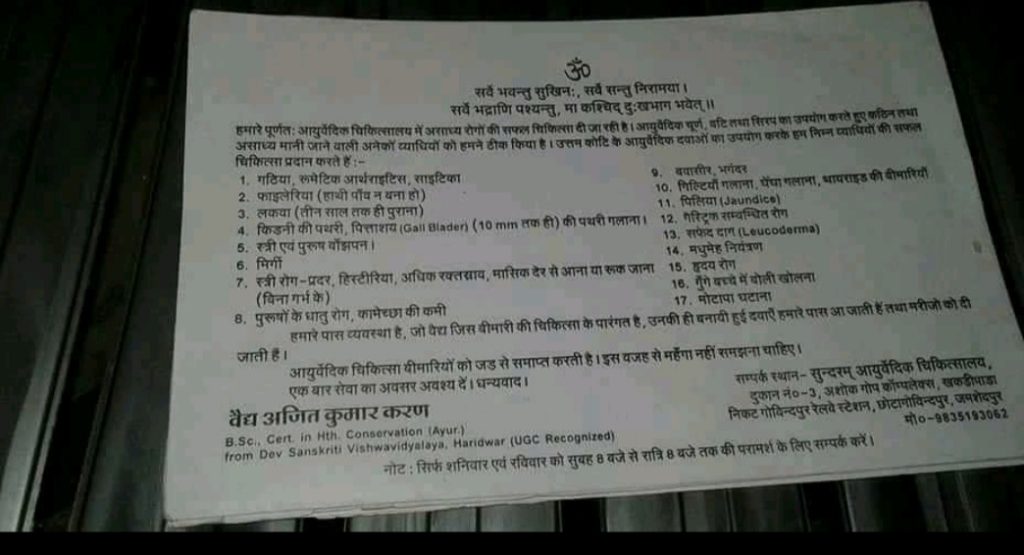 ॐ
सर्वे भवन्तु सुखिन:, सर्वे सन्तु निरामया।
सर्वे भद्राणि पश्यन्तु, मा कश्चिद् दु:खभाग भवेत्॥
हमारे पूर्णत: आयुर्वेदिक चिकित्सालय में असाध्य रोगों की सफल चिकित्सा दी जा रही है। आयुर्वेदिक चूर्ण, वटि तथा सिरप का उपयोग करते हुए कठिन तथा
असाध्य मानी जाने वाली अनेकों व्याधियों को हमने ठीक किया है। उत्तम कोटि के आयुर्वेदिक दवाओं का उपयोग करके हम निम्न व्याधियों की सफल
चिकित्सा प्रदान करते हैं :-
1. गठिया, रूमेटिक आर्थराइटिस, साइटिका
2. फाइलेरिया (हाथी पाँव न बना हो)
3. लकवा (तीन साल तक ही पुराना)
4. किडनी की पथरी, पित्ताशय (Gall Blader) (10 mm तक ही) की पथरी गलाना।
5. स्त्री एवं पुरूष बाँझपन।
6. मिर्गी
7. स्त्री रोग-प्रदर, हिस्टीरिया, अधिक रक्तस्राव, मासिक देर से आना या रूक जाना
(बिना गर्भ के)
8. पुरूषों के धातु रोग, कामेच्छा की कमी
9. बवासीर, भगंदर
10. गिल्टियाँ गलाना, घेंघा गलाना, थायराइड की बीमारियाँ
11. पिलिया (Jaundice)
12. गैस्ट्रिक सम्बन्धित रोग
13. सफेद दाग (Leucoderma)
14. मधुमेह नियंत्रण
15. हृदय रोग
16. गुँगे बच्चे में बोली खोलना
17. मोटापा घटाना
हमारे पास व्यवस्था है, जो वैद्य जिस बीमारी की चिकित्सा के पारंगत है, उनकी ही बनायी हुई दवाएँ हमारे पास आ जाती हैं तथा मरीजो को दी
जाती हैं।
आयुर्वेदिक चिकित्सा बीमारियों को जड़ से समाप्त करती है। इस वजह से महँगा नहीं समझना चाहिए।
एक बार सेवा का अवसर अवश्य दें। धन्यवाद।
वैद्य अजित कुमार करण
B.Sc., Cert. in Hth. Conservation (Ayur.)
from Dev Sanskriti Vishwavidyalaya, Haridwar (UGC Recognized)
सम्पर्क स्थान- सुन्दरम् आयुर्वेदिक चिकित्सालय,
दुकान नं०-3, अशोक गोप कॉम्पलेक्स, खकड़ीपाड़ा
निकट गोविन्दपुर रेलवे स्टेशन, छोटागोविन्दपुर, जमशेदपुर
मो०-9835193062
नोट : सिर्फ शनिवार एवं रविवार को सुबह 8 बजे से रात्रि 8 बजे तक की परामर्श के लिए सम्पर्क करें।